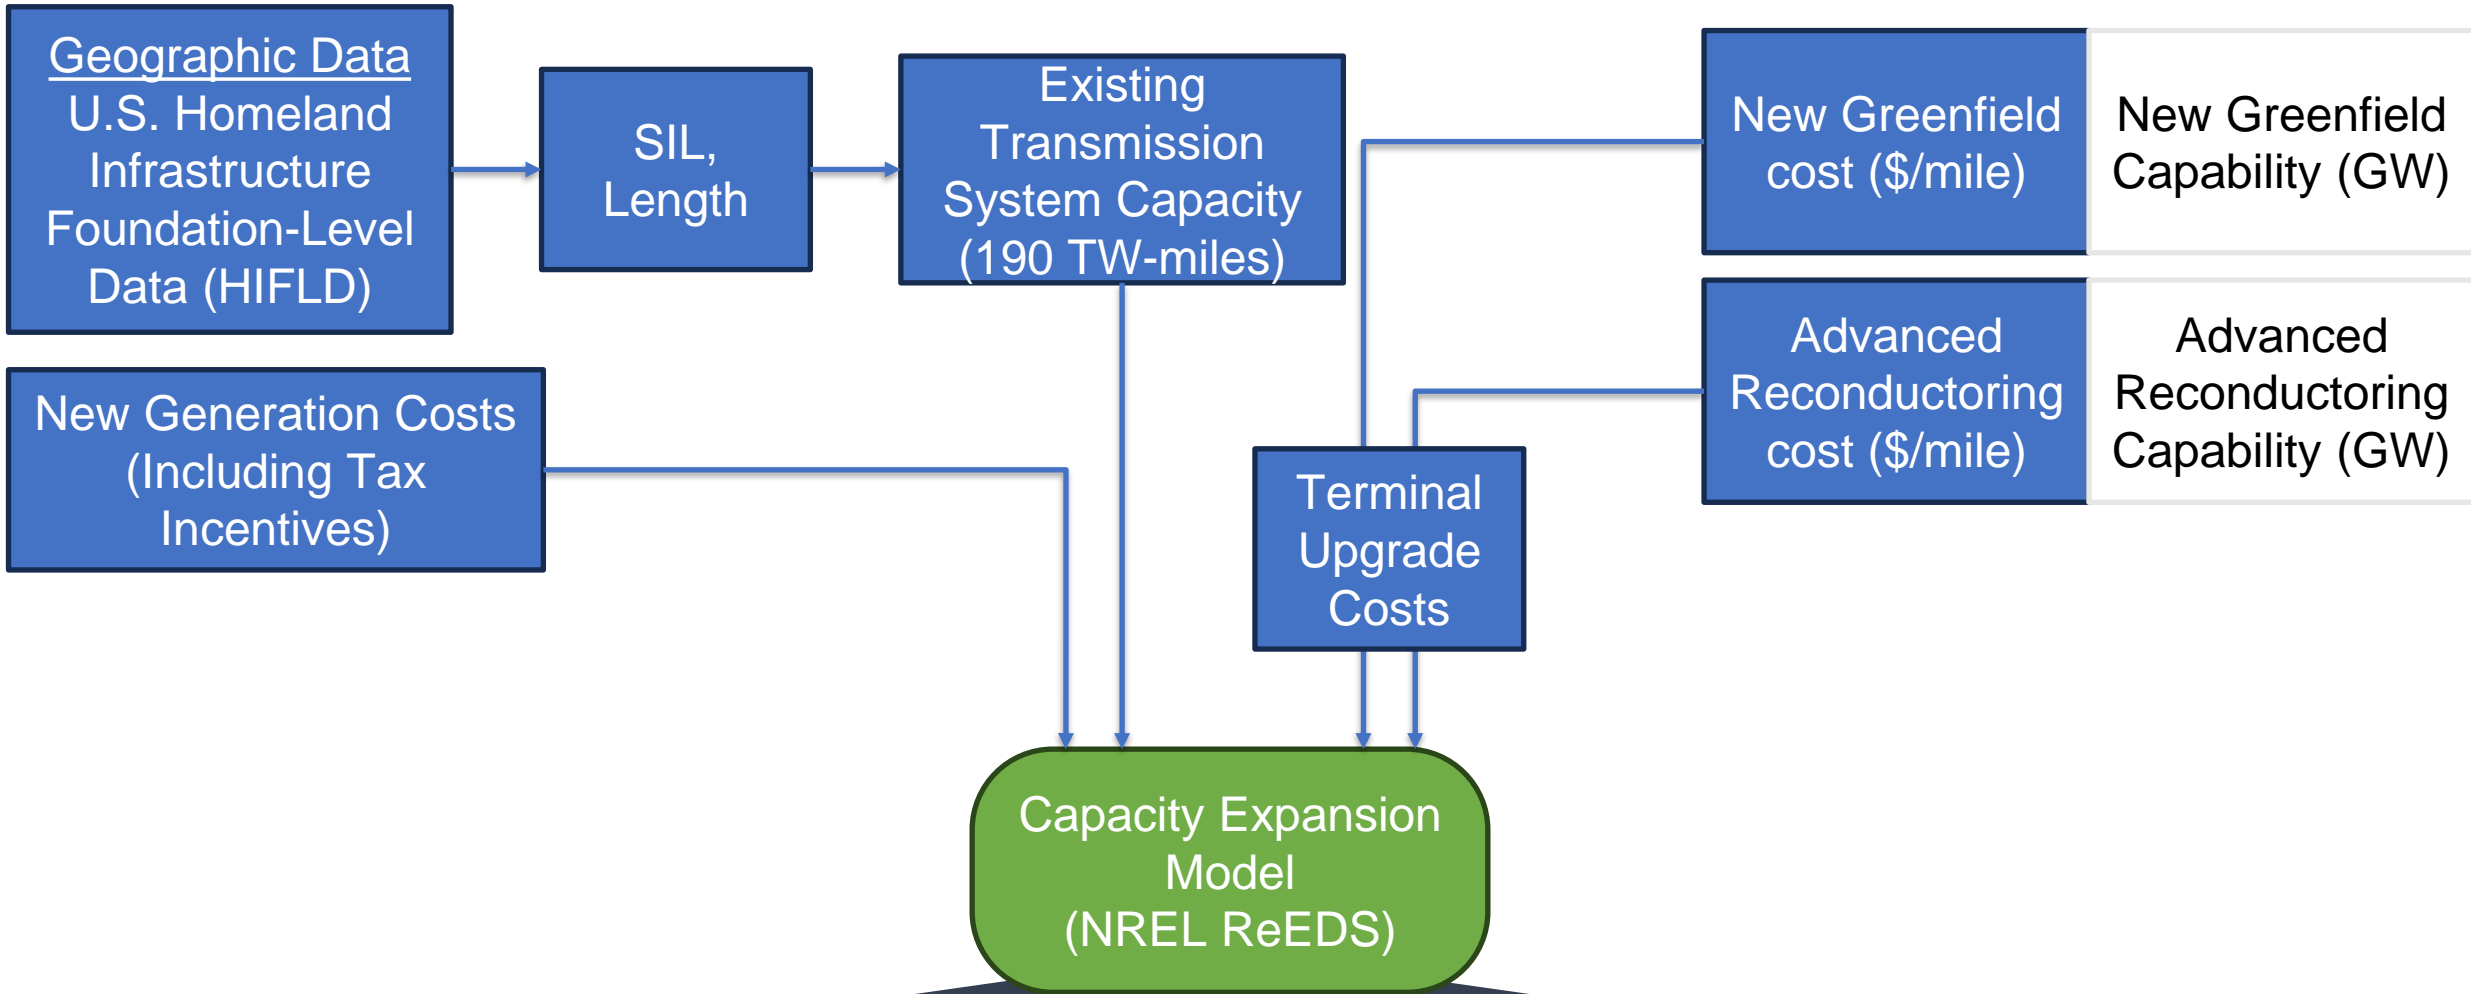 Geographic Data
U.S. Homeland
Infrastructure
Foundation-Level
Data (HIFLD)
SIL,
Length
Existing
Transmission
System Capacity
(190 TW-miles)
New Greenfield
cost ($/mile)
New Greenfield
Capability (GW)
Advanced
Reconductoring
cost ($/mile)
Advanced
Reconductoring
Capability (GW)
New Generation Costs
(Including Tax
Incentives)
Terminal
Upgrade
Costs
Capacity Expansion
Model
(NREL ReEDS)